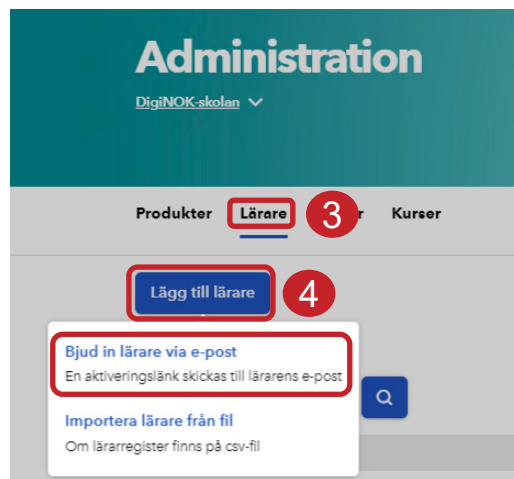 Administration
DigiNOK-skolan
Produkter Lärare 3 r Kurser
Lägg till lärare 4
Bjud in lärare via e-post
En aktiveringslänk skickas till lärarens e-post
Importera lärare från fil
Om lärarregister finns på csv-fil